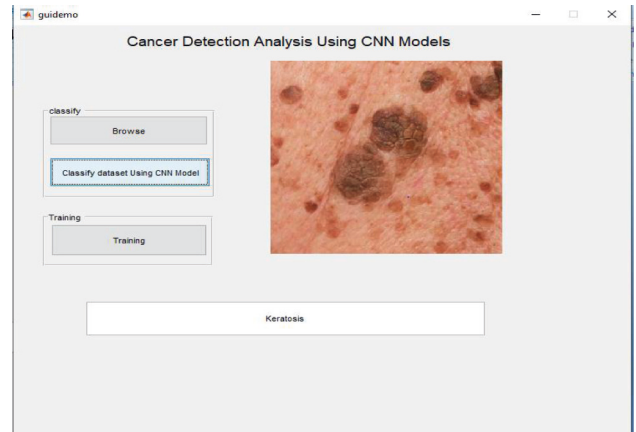 guidemo
Cancer Detection Analysis Using CNN Models
classify
Browse
Classify dataset Using CNN Model
Training
Training
Keratosis